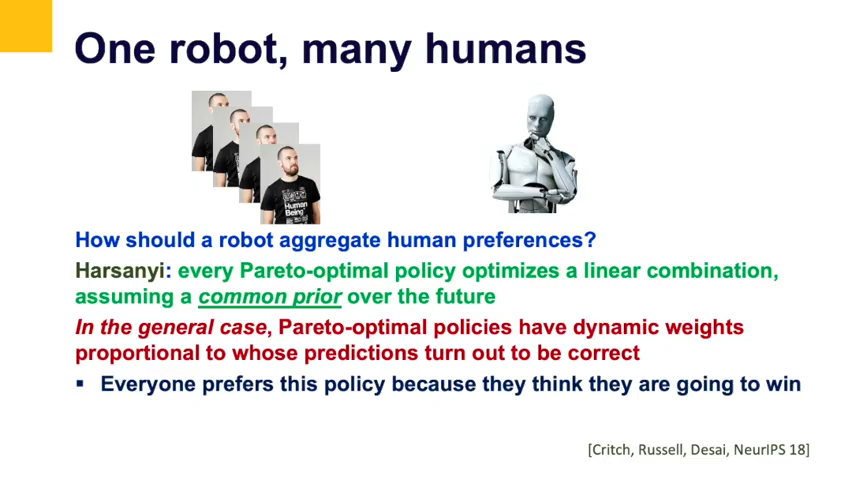 One robot, many humans
Human
Being
How should a robot aggregate human preferences?
Harsanyi: every Pareto-optimal policy optimizes a linear combination,
assuming a common prior over the future
In the general case, Pareto-optimal policies have dynamic weights
proportional to whose predictions turn out to be correct
▪ Everyone prefers this policy because they think they are going to win
[Critch, Russell, Desai, NeurIPS 18]